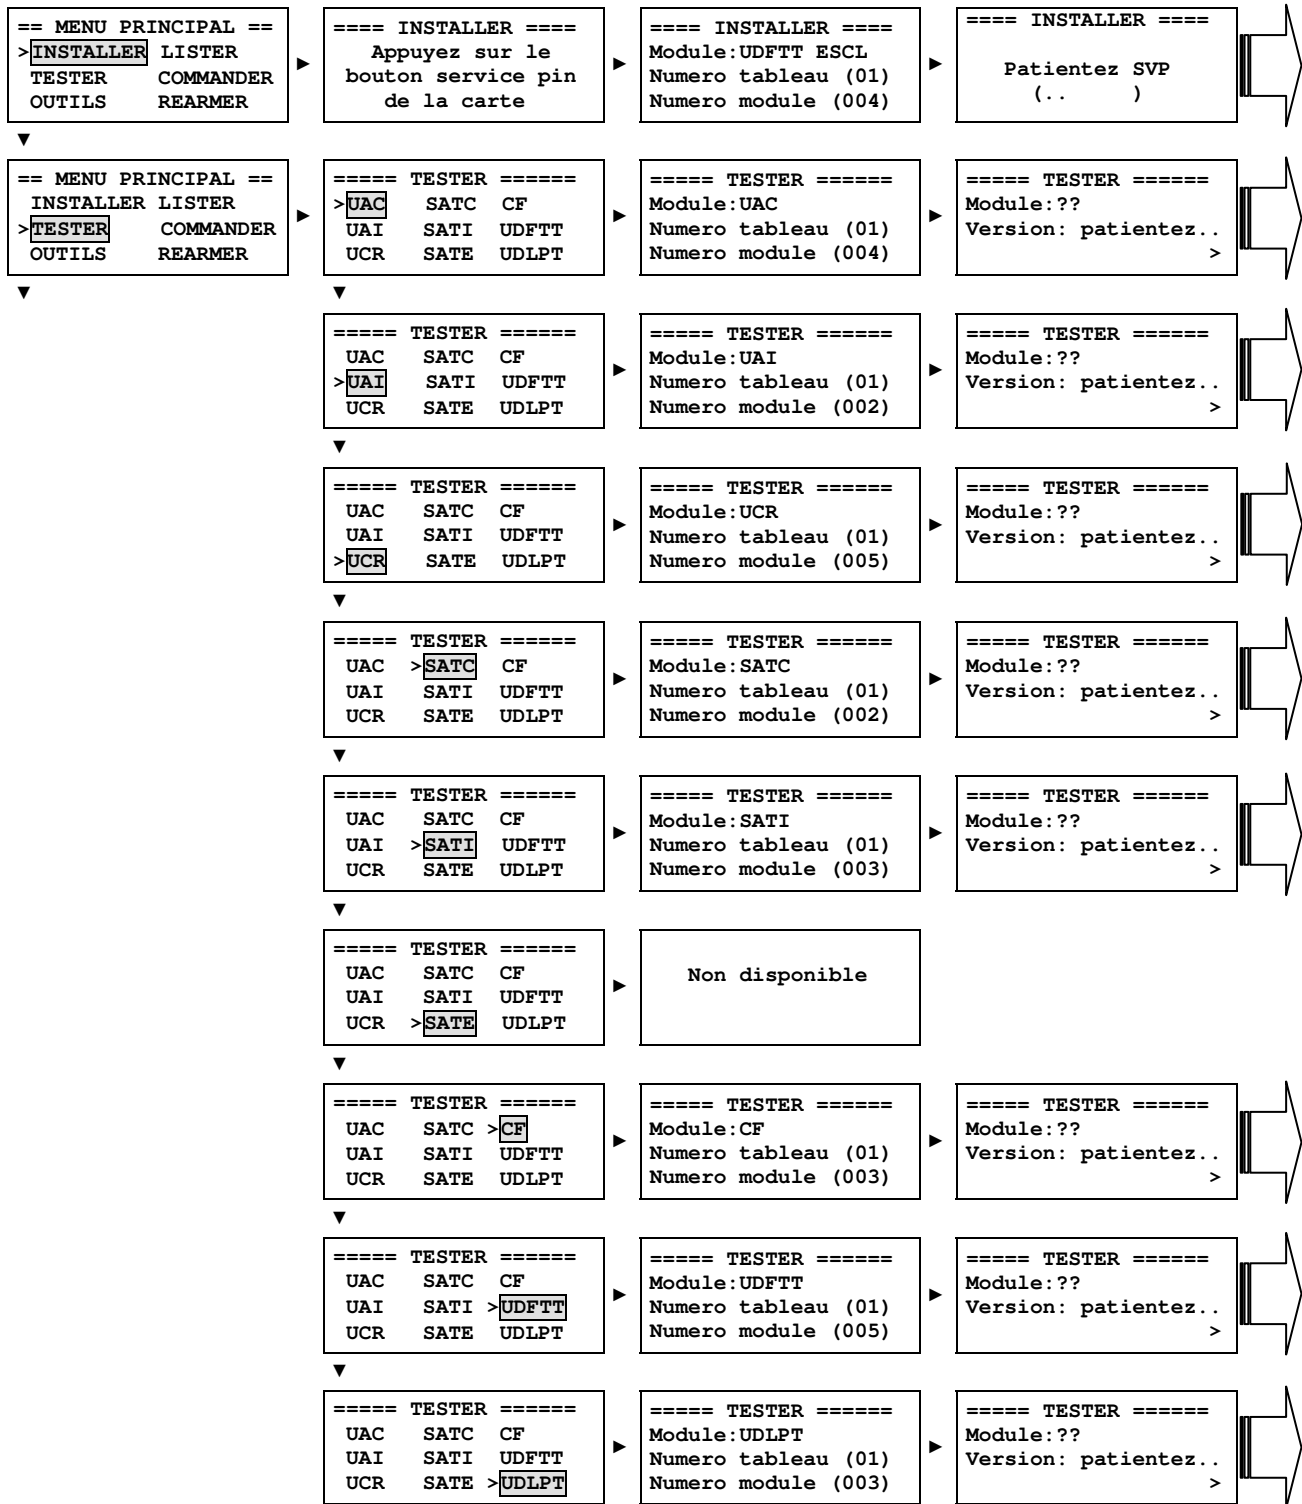 == MENU PRINCIPAL ==
>INSTALLER LISTER
TESTER COMMANDER
OUTILS REARMER
►
==== INSTALLER ====
Appuyez sur le
bouton service pin
de la carte
►
==== INSTALLER ====
Module:UDFTT ESCL
Numero tableau (01)
Numero module (004)
►
==== INSTALLER ====
Patientez SVP
(.. )
▼
== MENU PRINCIPAL ==
INSTALLER LISTER
>TESTER COMMANDER
OUTILS REARMER
►
===== TESTER ======
>UAC SATC CF
UAI SATI UDFTT
UCR SATE UDLPT
►
===== TESTER ======
Module:UAC
Numero tableau (01)
Numero module (004)
►
===== TESTER ======
Module:??
Version: patientez..
>
▼
▼
===== TESTER ======
UAC SATC CF
>UAI SATI UDFTT
UCR SATE UDLPT
►
===== TESTER ======
Module:UAI
Numero tableau (01)
Numero module (002)
►
===== TESTER ======
Module:??
Version: patientez..
>
▼
===== TESTER ======
UAC SATC CF
UAI SATI UDFTT
>UCR SATE UDLPT
►
===== TESTER ======
Module:UCR
Numero tableau (01)
Numero module (005)
►
===== TESTER ======
Module:??
Version: patientez..
>
▼
===== TESTER ======
UAC >SATC CF
UAI SATI UDFTT
UCR SATE UDLPT
►
===== TESTER ======
Module:SATC
Numero tableau (01)
Numero module (002)
►
===== TESTER ======
Module:??
Version: patientez..
>
▼
===== TESTER ======
UAC SATC CF
UAI >SATI UDFTT
UCR SATE UDLPT
►
===== TESTER ======
Module:SATI
Numero tableau (01)
Numero module (003)
►
===== TESTER ======
Module:??
Version: patientez..
>
▼
===== TESTER ======
UAC SATC CF
UAI SATI UDFTT
UCR >SATE UDLPT
►
Non disponible
▼
===== TESTER ======
UAC SATC >CF
UAI SATI UDFTT
UCR SATE UDLPT
►
===== TESTER ======
Module:CF
Numero tableau (01)
Numero module (003)
►
===== TESTER ======
Module:??
Version: patientez..
>
▼
===== TESTER ======
UAC SATC CF
UAI SATI >UDFTT
UCR SATE UDLPT
►
===== TESTER ======
Module:UDFTT
Numero tableau (01)
Numero module (005)
►
===== TESTER ======
Module:??
Version: patientez..
>
▼
===== TESTER ======
UAC SATC CF
UAI SATI UDFTT
UCR SATE >UDLPT
►
===== TESTER ======
Module:UDLPT
Numero tableau (01)
Numero module (003)
►
===== TESTER ======
Module:??
Version: patientez..
>